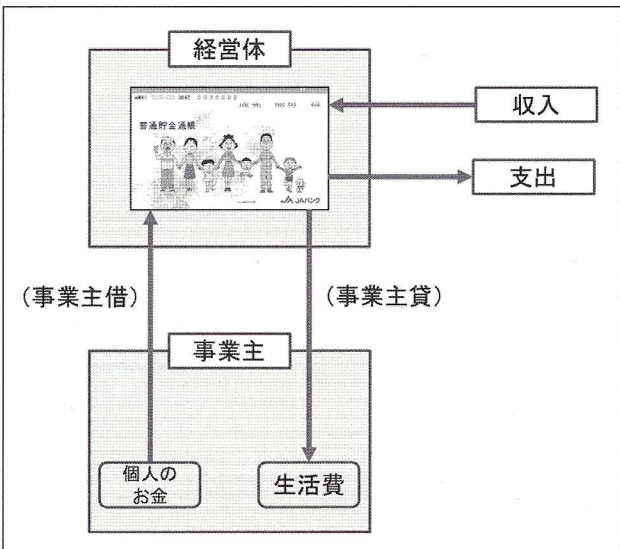 経営体
普通貯金通帳
JAバンク
収入
支出
(事業主借)
(事業主貸)
事業主
個人の
お金
生活費